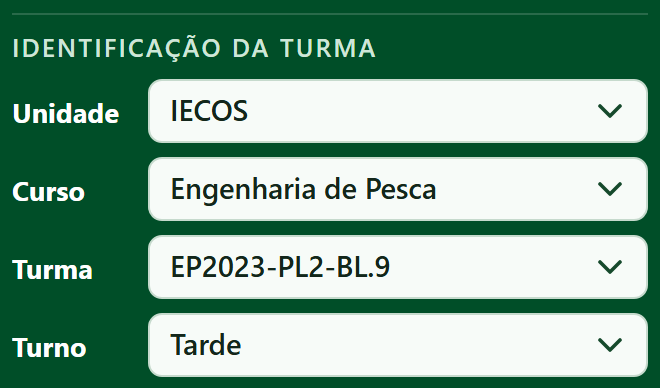 IDENTIFICAÇÃO DA TURMA
Unidade IECOS
Curso Engenharia de Pesca
Turma EP2023-PL2-BL.9
Turno Tarde